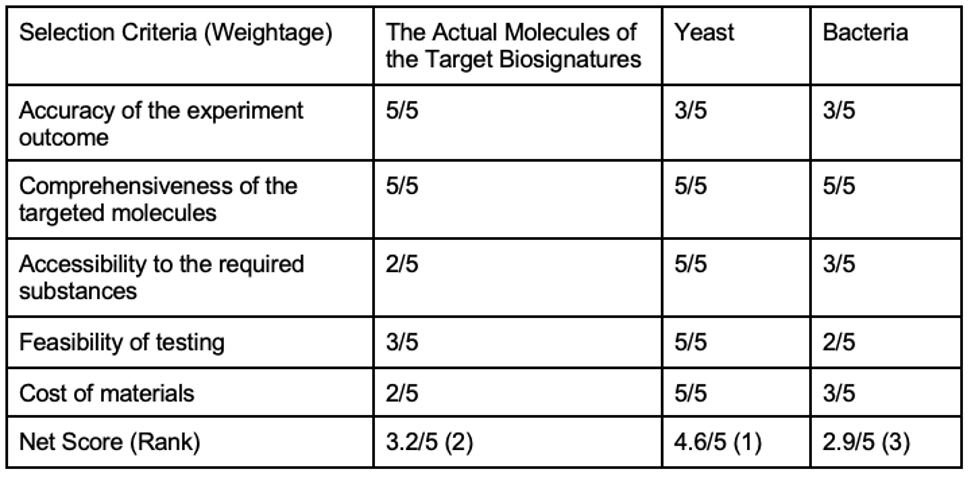 Selection Criteria (Weightage) The Actual Molecules of the Target Biosignatures Yeast Bacteria
Accuracy of the experiment outcome 5/5 3/5 3/5
Comprehensiveness of the targeted molecules 5/5 5/5 5/5
Accessibility to the required substances 2/5 5/5 3/5
Feasibility of testing 3/5 5/5 2/5
Cost of materials 2/5 5/5 3/5
Net Score (Rank) 3.2/5 (2) 4.6/5 (1) 2.9/5 (3)